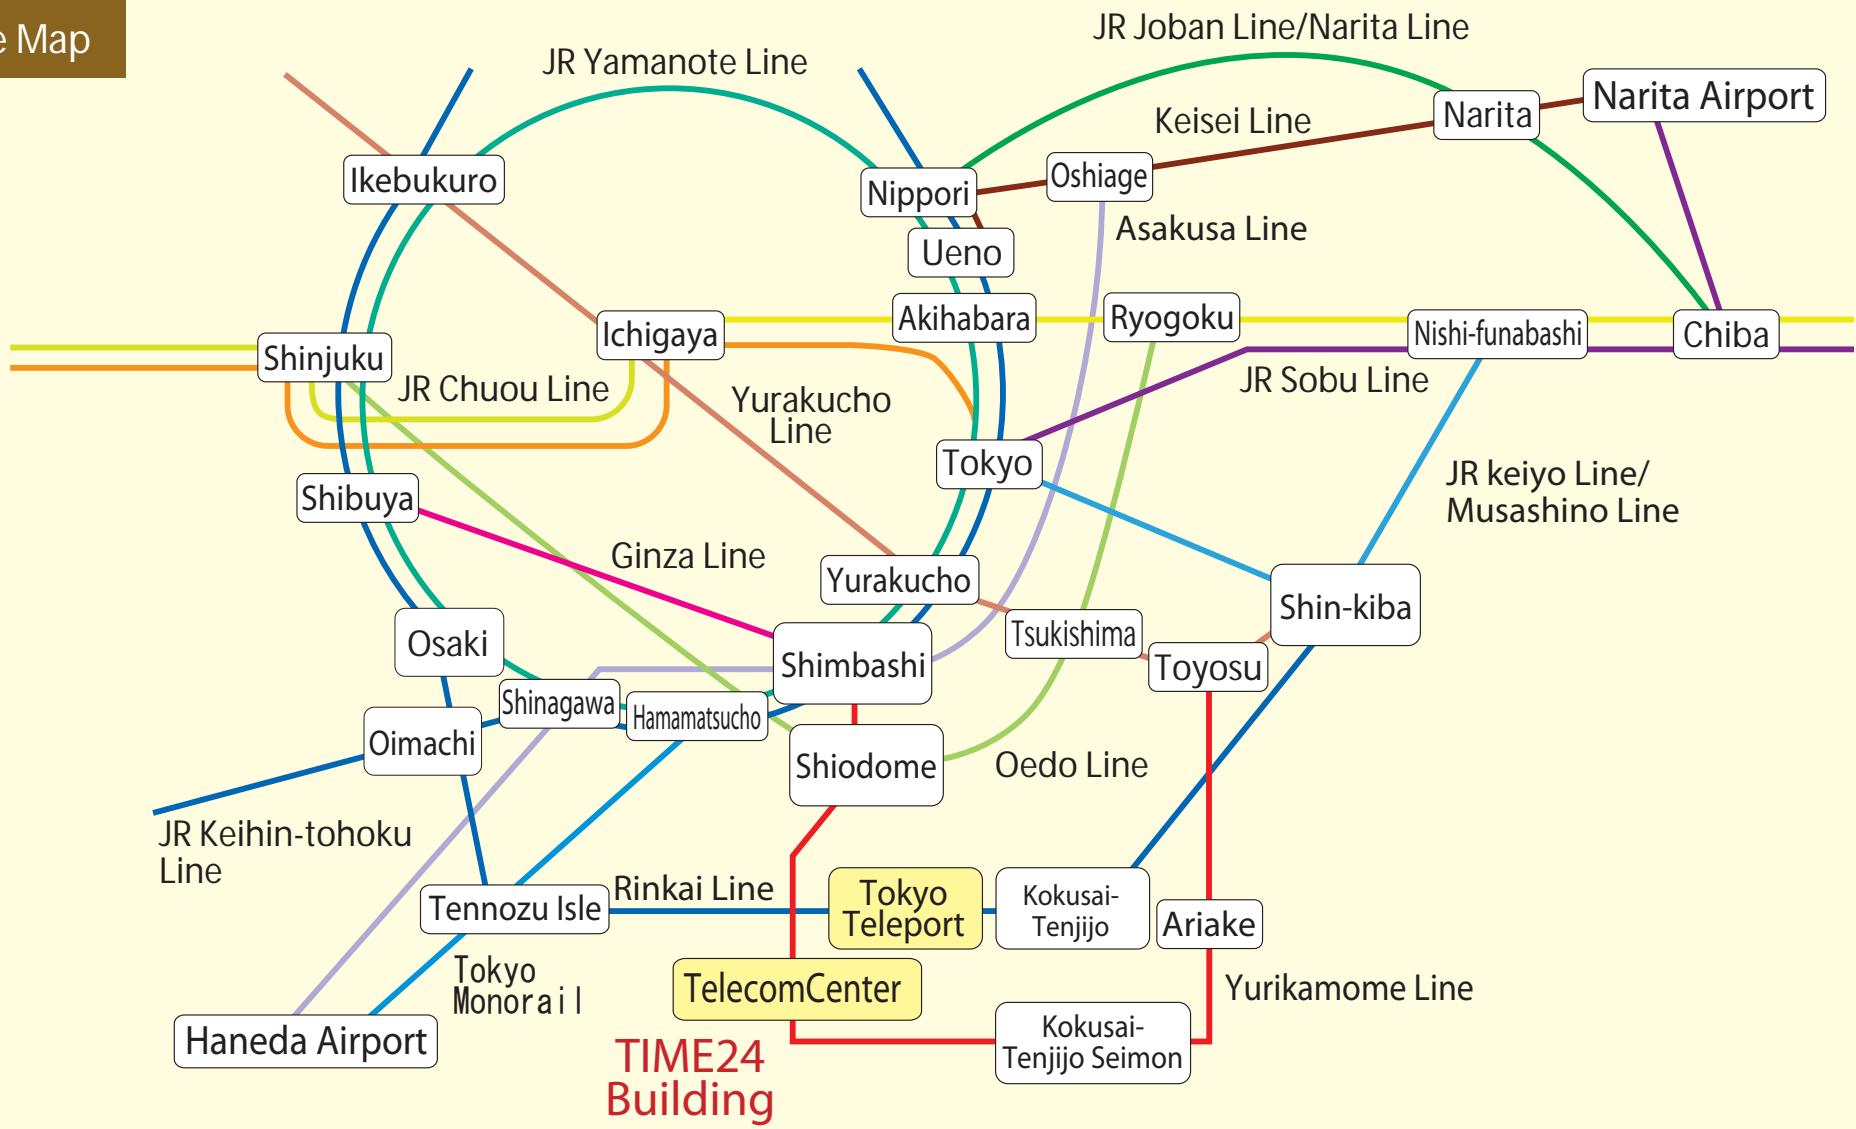 e Map
JR Joban Line/Narita Line
JR Yamanote Line
Narita Airport
Narita
Keisei Line
Ikebukuro
Nippori
Oshiage
Asakusa Line
Ueno
Akihabara
Ryogoku
Ichigaya
Nishi-funabashi
Chiba
Shinjuku
JR Chuou Line
Yurakucho
Line
JR Sobu Line
Tokyo
JR keiyo Line/
Musashino Line
Shibuya
Ginza Line
Yurakucho
Shin-kiba
Osaki
Tsukishima
Shimbashi
Toyosu
Shinagawa
Hamamatsucho
Oimachi
Shiodome
Oedo Line
JR Keihin-tohoku
Line
Tennozu Isle
Rinkai Line
Tokyo
Teleport
Kokusai-
Tenjijo
Ariake
Tokyo
Monorail
TelecomCenter
Yurikamome Line
Haneda Airport
Kokusai-
Tenjijo Seimon
TIME24
Building